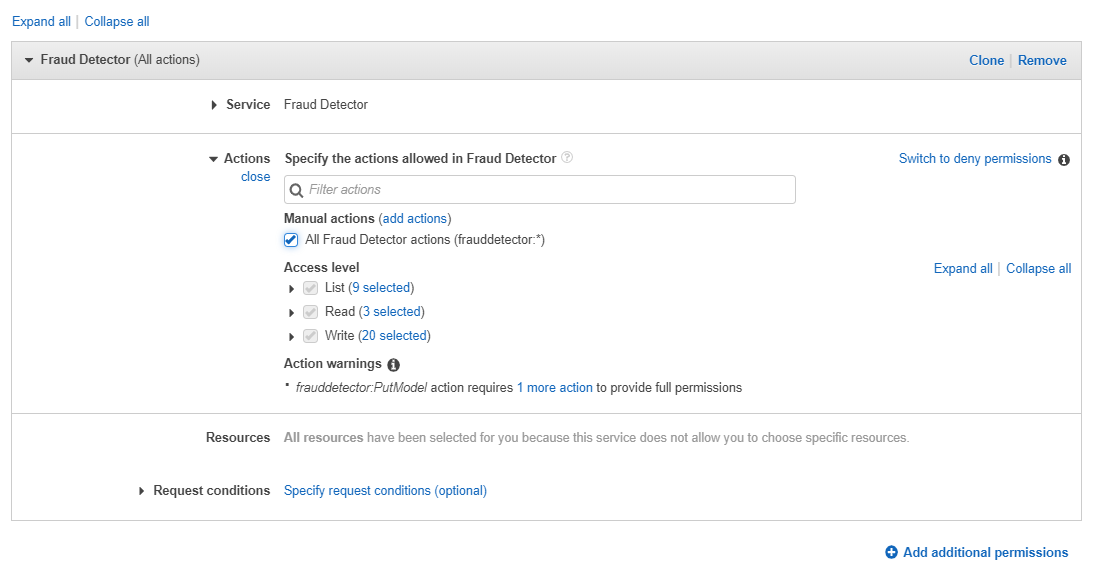 Expand all | Collapse all
Fraud Detector (All actions) Clone | Remove
Service Fraud Detector
Actions Specify the actions allowed in Fraud Detector ? Switch to deny permissions i
close
Filter actions
Manual actions (add actions)
All Fraud Detector actions (frauddetector:*)
Access level Expand all | Collapse all
List (9 selected)
Read (3 selected)
Write (20 selected)
Action warnings i
• frauddetector:PutModel action requires 1 more action to provide full permissions
Resources All resources have been selected for you because this service does not allow you to choose specific resources.
Request conditions Specify request conditions (optional)
Add additional permissions